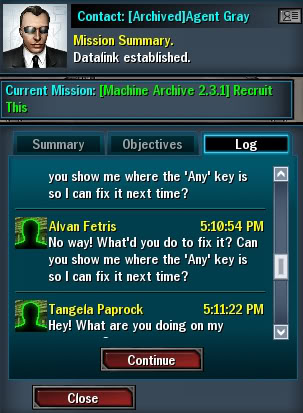 Contact: [Archived]Agent Gray
Mission Summary.
Datalink established.
Current Mission: [Machine Archive 2.3.1] Recruit
This
Summary
Objectives
Log
you show me where the 'Any' key is
so I can fix it next time?
Alvan Fetris 5:10:54 PM
No way! What'd you do to fix it? Can
you show me where the 'Any' key is
so I can fix it next time?
Tangela Paprock 5:11:22 PM
Hey! What are you doing on my
Continue
Close